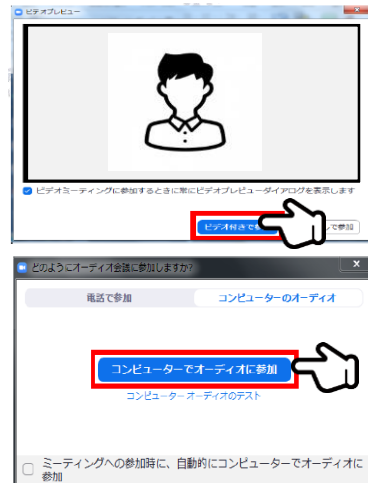 ビデオプレビュー
ビデオミーティングに参加するときに常にビデオプレビューダイアログを表示します
ビデオ付きで
で参加
どのようにオーディオ会議に参加しますか?
電話で参加
コンピューターのオーディオ
コンピューターでオーディオに参加
コンピューター オーディオのテスト
ミーティングへの参加時に、自動的にコンピューターでオーディオに
参加